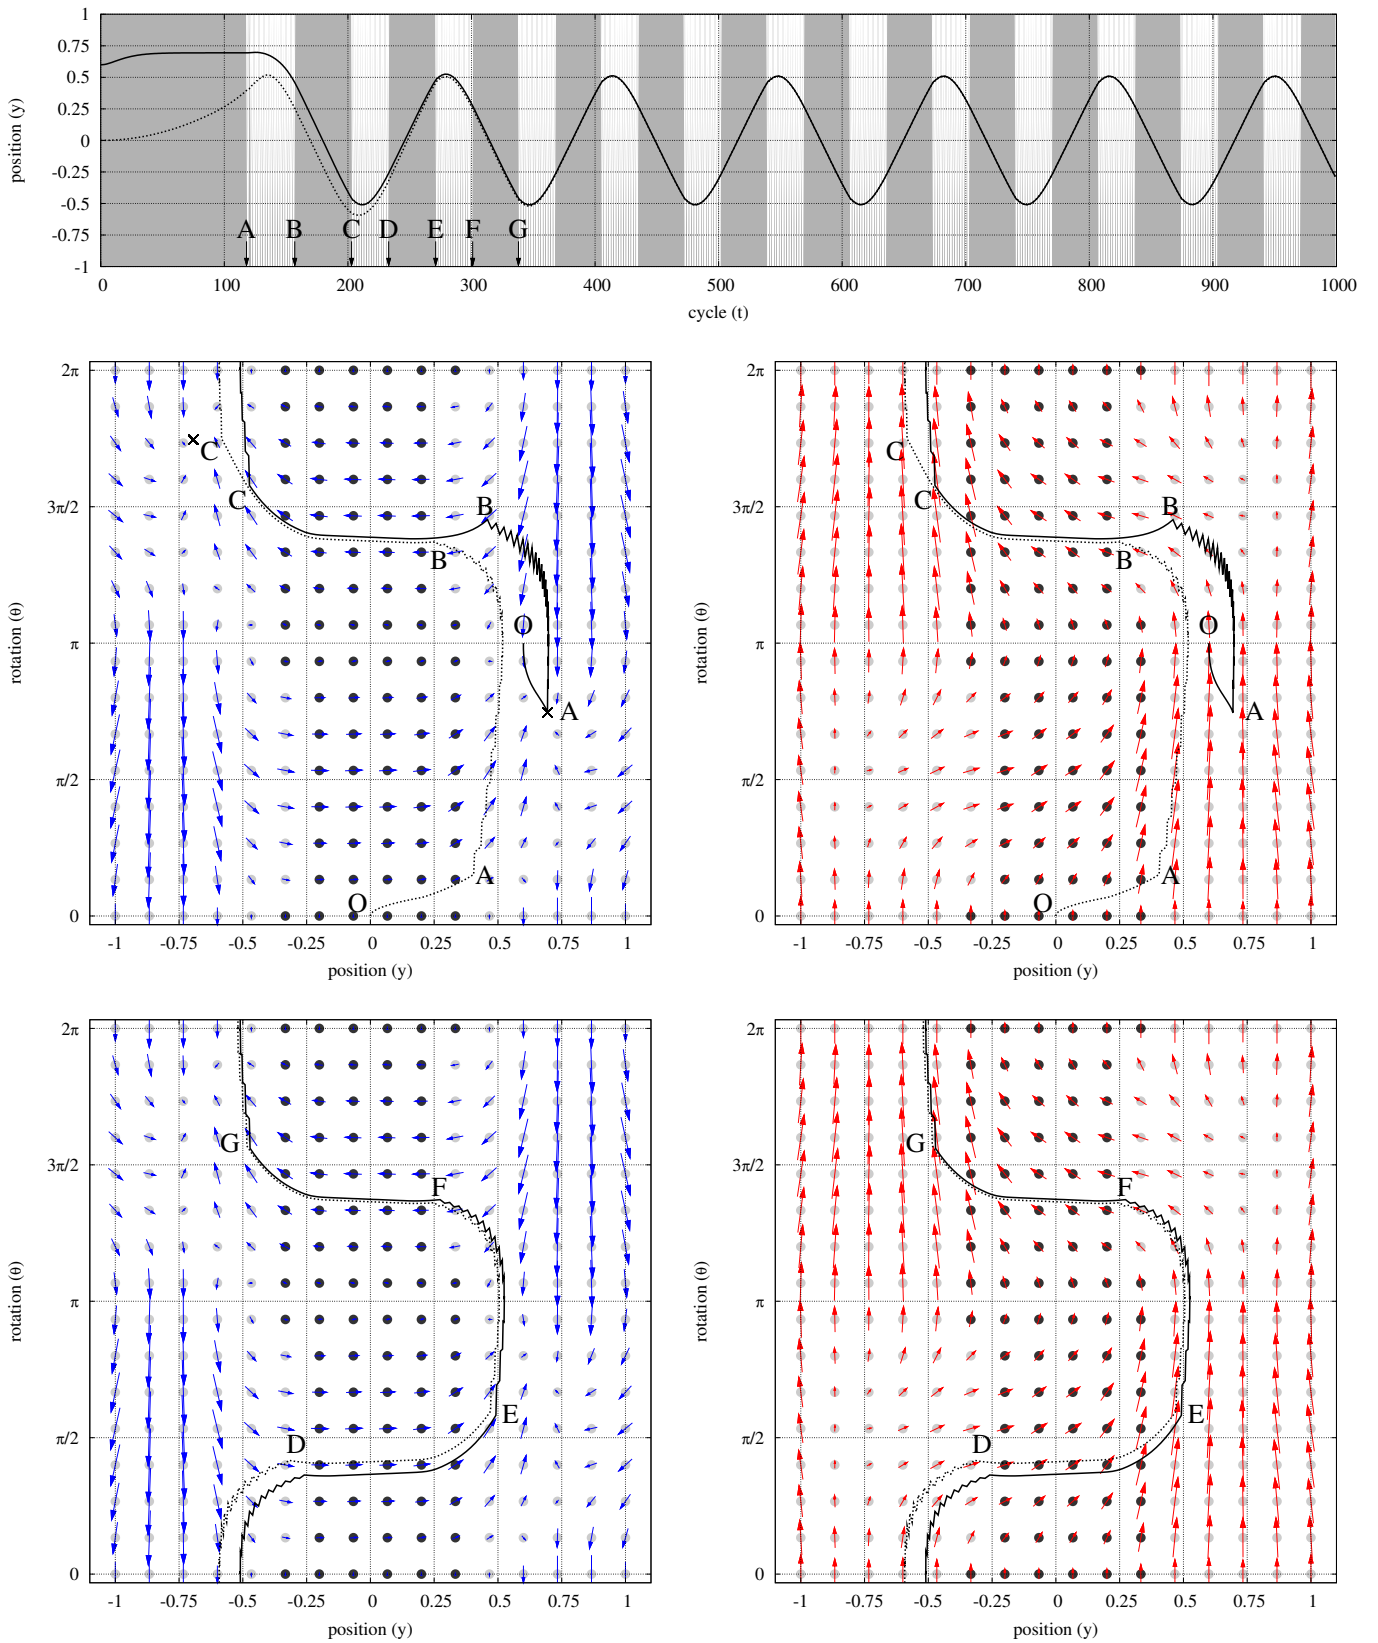 1
0.75
0.5
0.25
0
-0.25
-0.5
-0.75
-1
position (y)
A B C D E F G
0 100 200 300 400 500 600 700 800 900 1000
cycle (t)
2π
3π/2
π
π/2
0
rotation (θ)
C
C
B
B
O
A
A
O
-1 -0.75 -0.5 -0.25 0 0.25 0.5 0.75 1
position (y)
2π
3π/2
π
π/2
0
rotation (θ)
C
C
B
B
O
A
A
O
-1 -0.75 -0.5 -0.25 0 0.25 0.5 0.75 1
position (y)
2π
3π/2
π
π/2
0
rotation (θ)
G
F
E
D
-1 -0.75 -0.5 -0.25 0 0.25 0.5 0.75 1
position (y)
2π
3π/2
π
π/2
0
rotation (θ)
G
F
E
D
-1 -0.75 -0.5 -0.25 0 0.25 0.5 0.75 1
position (y)